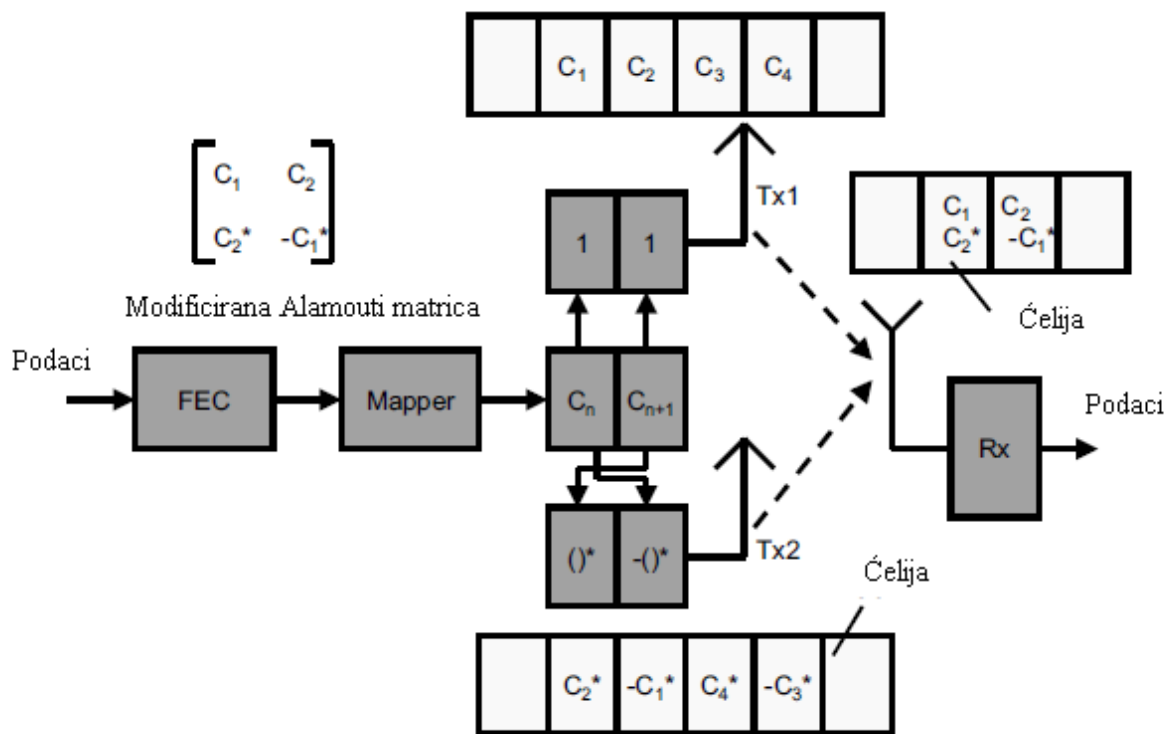 C₁ C₂ C₃ C₄
C₁ C₂
C₂* -C₁*
Modificirana Alamouti matrica
Tx1
1 1
C₁ C₂
C₂* -C₁*
Ćelija
Podaci
FEC
Mapper
Cₙ Cₙ₊₁
Rx
Podaci
()* -()*
Tx2
Ćelija
C₂* -C₁* C₄* -C₃*